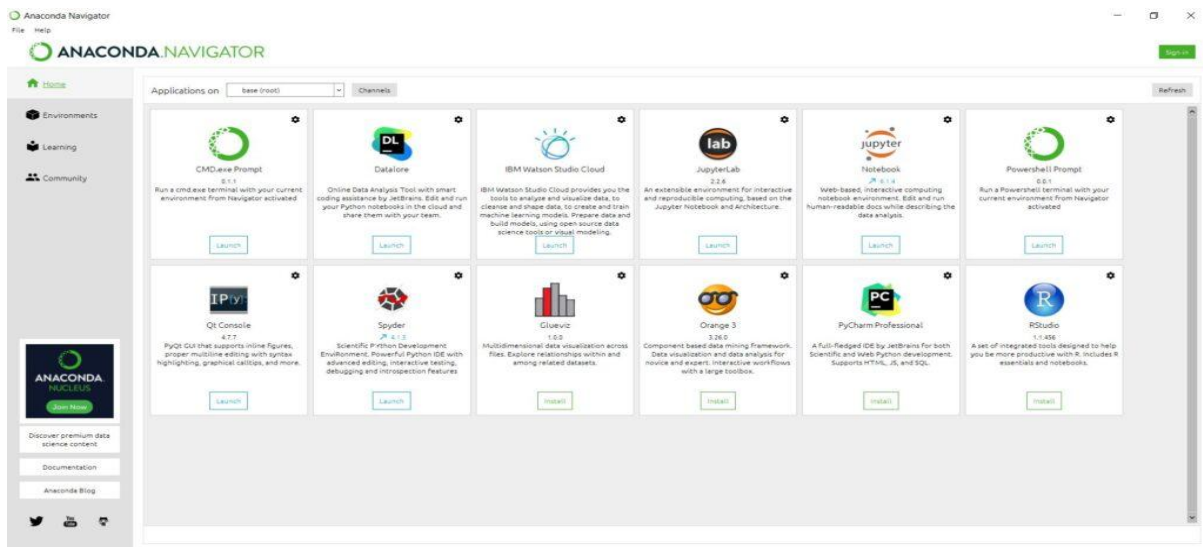 Anaconda Navigator
File Help
ANACONDA.NAVIGATOR
Sign in
Home
Environments
Learning
Community
Applications on base (root) Channels
Refresh
CMD.exe Prompt
0.1.1
Run a cmd.exe terminal with your current
environment from Navigator activated
Launch
DL
Datalore
Online Data Analysis Tool with smart
coding assistance by JetBrains. Edit and run
your Python notebooks in the cloud and
share them with your team.
Launch
IBM Watson Studio Cloud
IBM Watson Studio Cloud provides you the
tools to analyze and visualize data, to
cleanse and shape data, to create and train
machine learning models. Prepare data and
build models, using open source data
science tools or visual modeling.
Launch
lab
JupyterLab
2.2.6
An extensible environment for interactive
and reproducible computing, based on the
Jupyter Notebook and Architecture.
Launch
jupyter
Notebook
6.1.4
Web-based, interactive computing
notebook environment. Edit and run
human-readable docs while describing the
data analysis.
Launch
Powershell Prompt
0.0.1
Run a Powershell terminal with your
current environment from Navigator
activated
Launch
IP[y]:
Qt Console
4.7.7
PyQt GUI that supports inline figures,
proper multiline editing with syntax
highlighting, graphical calltips, and more.
Launch
Spyder
Scientific Python Development
EnviRonment. Powerful Python IDE with
advanced editing, interactive testing,
debugging and introspection features
Launch
Glueviz
1.0.0
Multidimensional data visualization across
files. Explore relationships within and
among related datasets.
Install
Orange 3
3.26.0
Component based data mining framework.
Data visualization and data analysis for
novice and expert. Interactive workflows
with a large toolbox.
Install
PC
PyCharm Professional
A full-fledged IDE by JetBrains for both
Scientific and Web Python development.
Supports HTML, JS, and SQL.
Install
R
RStudio
1.1.456
A set of integrated tools designed to help
you be more productive with R. Includes R
essentials and notebooks.
Install
ANACONDA.
NUCLEUS
Join Now
Discover premium data
science content
Documentation
Anaconda Blog
You
Tube